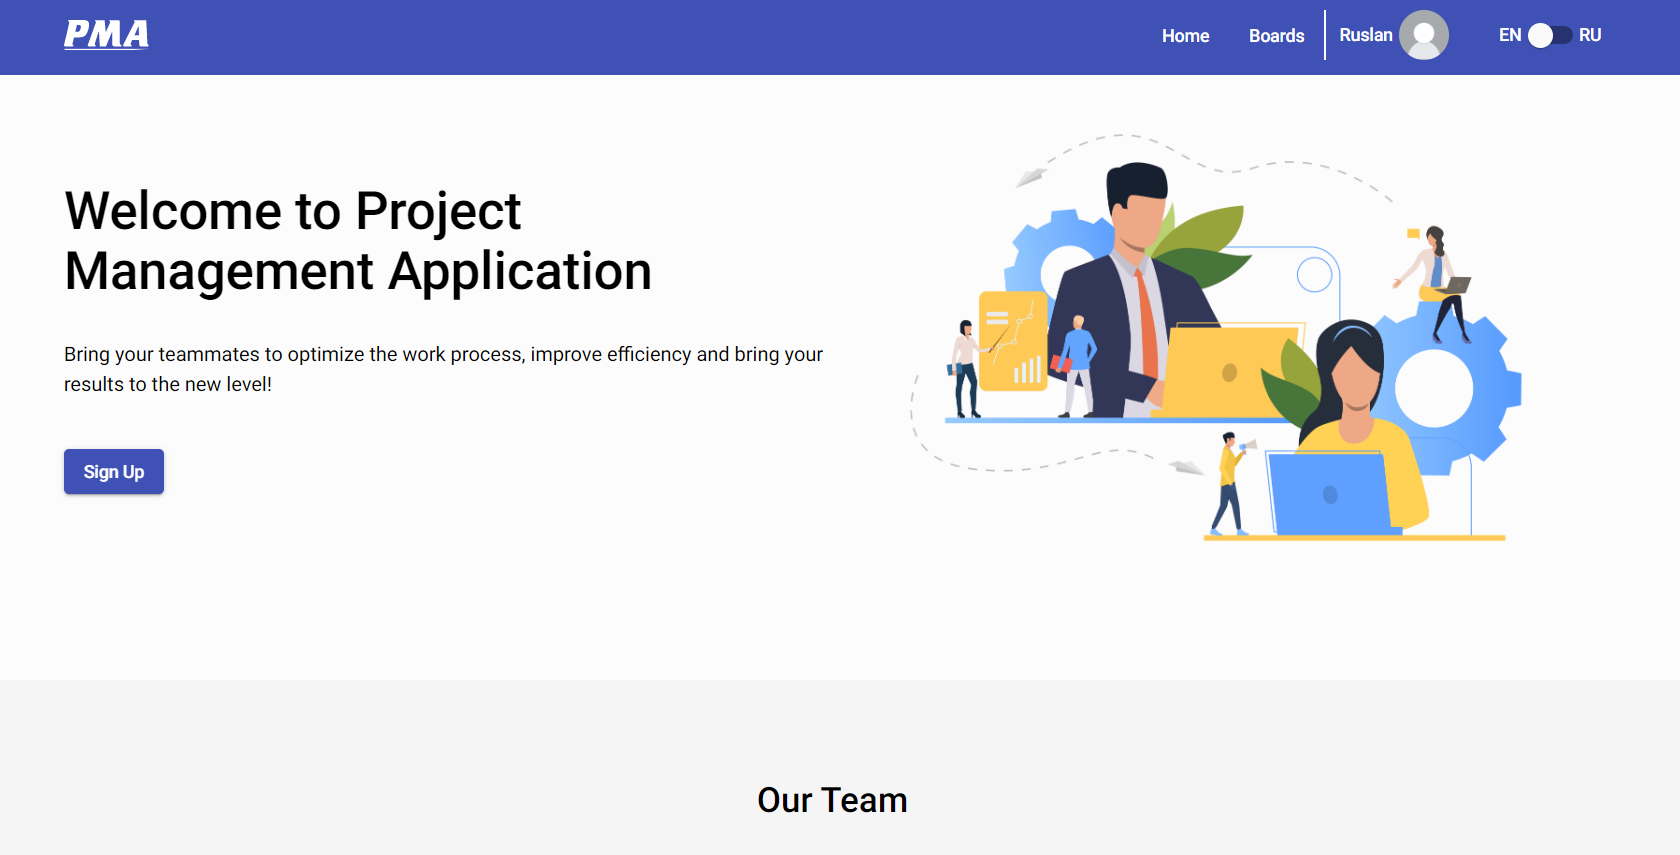 PMA
Home
Boards
Ruslan
EN
RU
Welcome to Project
Management Application
Bring your teammates to optimize the work process, improve efficiency and bring your
results to the new level!
Sign Up
Our Team